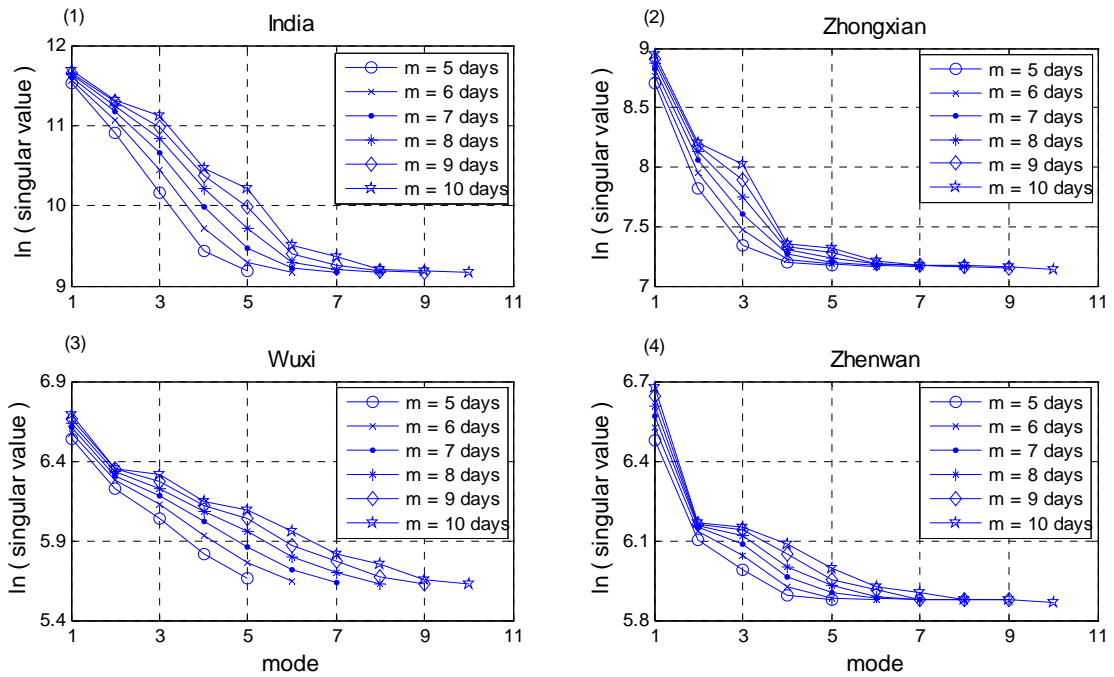 (1)
India
12
11
10
9
1
3
5
7
9
11
ln ( singular value )
m = 5 days
m = 6 days
m = 7 days
m = 8 days
m = 9 days
m = 10 days
(2)
Zhongxian
9
8.5
8
7.5
7
1
3
5
7
9
11
ln ( singular value )
m = 5 days
m = 6 days
m = 7 days
m = 8 days
m = 9 days
m = 10 days
(3)
Wuxi
6.9
6.4
5.9
5.4
1
3
5
7
9
11
ln ( singular value )
mode
m = 5 days
m = 6 days
m = 7 days
m = 8 days
m = 9 days
m = 10 days
(4)
Zhenwan
6.7
6.4
6.1
5.8
1
3
5
7
9
11
ln ( singular value )
mode
m = 5 days
m = 6 days
m = 7 days
m = 8 days
m = 9 days
m = 10 days